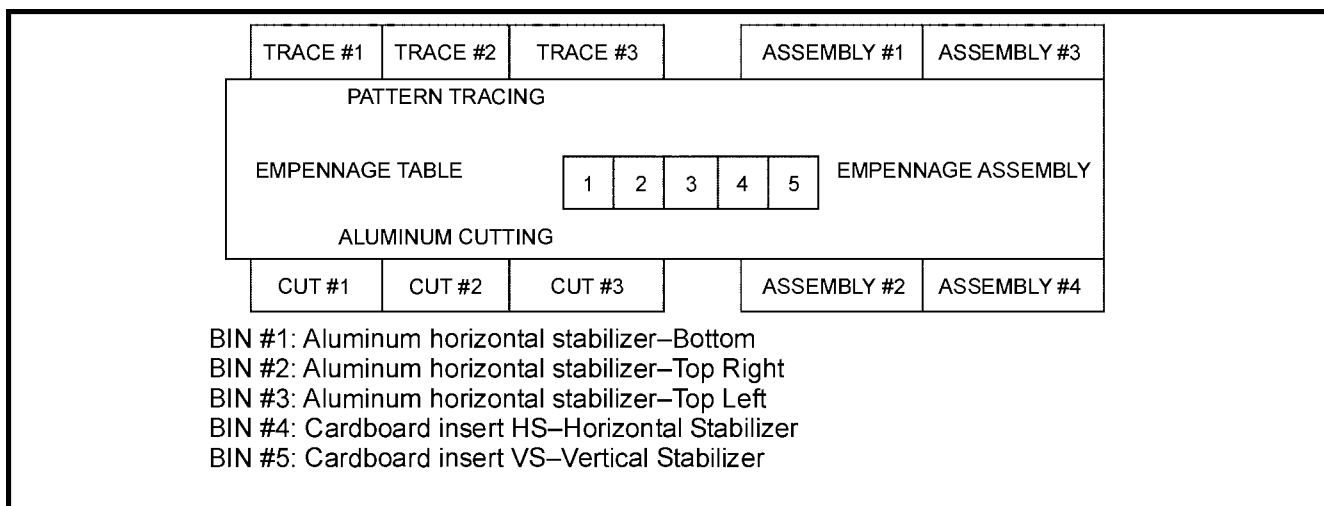 TRACE #1 TRACE #2 TRACE #3 ASSEMBLY #1 ASSEMBLY #3
PATTERN TRACING
EMPENNAGE TABLE 1 2 3 4 5 EMPENNAGE ASSEMBLY
ALUMINUM CUTTING
CUT #1 CUT #2 CUT #3 ASSEMBLY #2 ASSEMBLY #4
BIN #1: Aluminum horizontal stabilizer–Bottom
BIN #2: Aluminum horizontal stabilizer–Top Right
BIN #3: Aluminum horizontal stabilizer–Top Left
BIN #4: Cardboard insert HS–Horizontal Stabilizer
BIN #5: Cardboard insert VS–Vertical Stabilizer